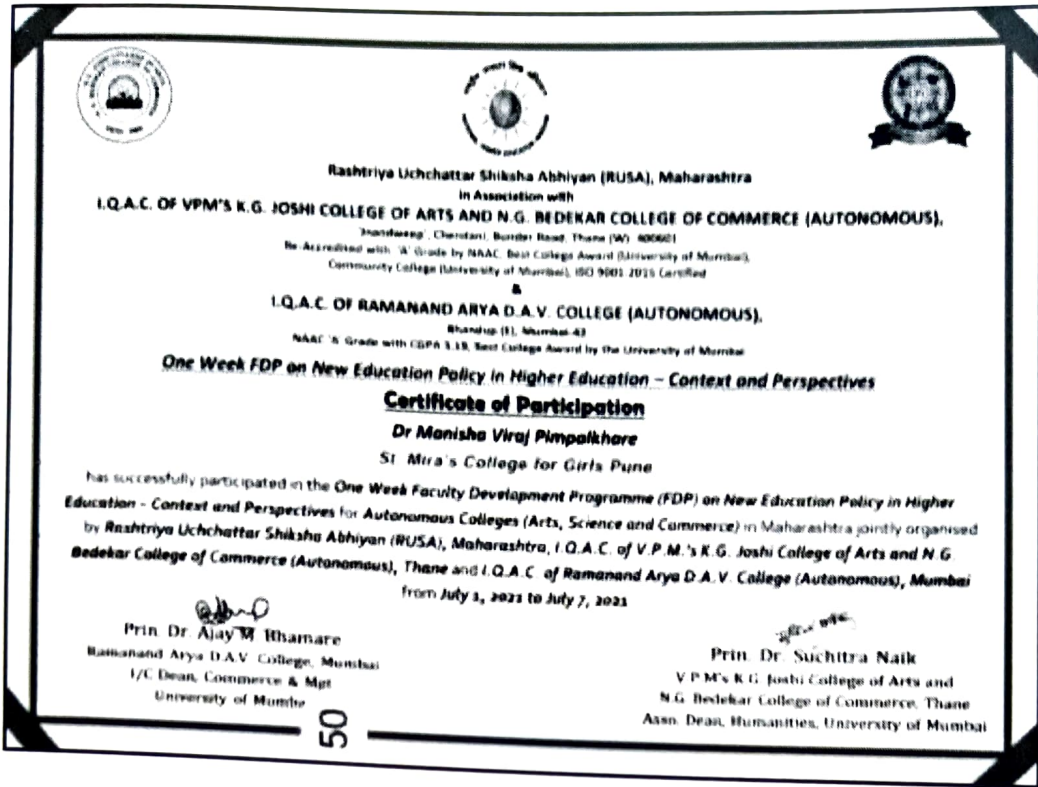 Rashtriya Uchchattar Shiksha Abhiyan (RUSA), Maharashtra
in Association with
I.Q.A.C. OF VPM'S K.G. JOSHI COLLEGE OF ARTS AND N.G. BEDEKAR COLLEGE OF COMMERCE (AUTONOMOUS),
Chendani, Bunder Road, Thane (W) 400601
Re-Accredited with 'A' Grade by NAAC, Best College Award (University of Mumbai),
Community College (University of Mumbai), ISO 9001:2015 Certified
&
I.Q.A.C. OF RAMANAND ARYA D.A.V. COLLEGE (AUTONOMOUS),
Bhandup (E), Mumbai-42
NAAC 'A' Grade with CGPA 3.19, Best College Award by the University of Mumbai
One Week FDP on New Education Policy in Higher Education – Context and Perspectives
Certificate of Participation
Dr Manisha Viraj Pimpalkhare
St. Mira's College for Girls Pune
has successfully participated in the One Week Faculty Development Programme (FDP) on New Education Policy in Higher
Education – Context and Perspectives for Autonomous Colleges (Arts, Science and Commerce) in Maharashtra jointly organised
by Rashtriya Uchchattar Shiksha Abhiyan (RUSA), Maharashtra, I.Q.A.C. of V.P.M.'s K.G. Joshi College of Arts and N.G.
Bedekar College of Commerce (Autonomous), Thane and I.Q.A.C. of Ramanand Arya D.A.V. College (Autonomous), Mumbai
from July 1, 2021 to July 7, 2021
Prin. Dr. Ajay M Bhamare
Ramanand Arya D.A.V. College, Mumbai
I/C Dean, Commerce & Mgt
University of Mumbai
Prin. Dr. Suchitra Naik
V.P.M's K.G. Joshi College of Arts and
N.G. Bedekar College of Commerce, Thane
Assn. Dean, Humanities, University of Mumbai
50